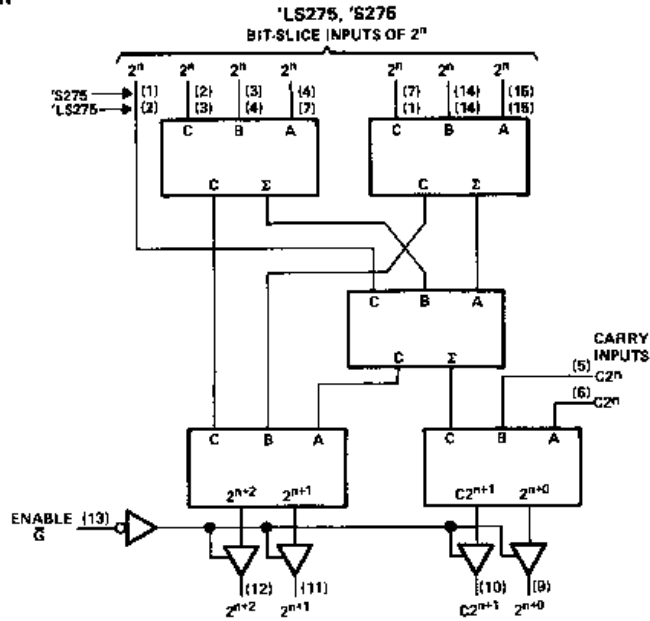 N
'LS275, 'S275
BIT-SLICE INPUTS OF 2ⁿ
2ⁿ 2ⁿ 2ⁿ 2ⁿ 2ⁿ 2ⁿ 2ⁿ
'S275 (1) (2) (3) (4) (7) (14) (15)
'LS275 (2) (3) (4) (7) (1) (14) (15)
C B A C B A
C Σ C Σ
C B A
C Σ
CARRY
INPUTS
(5) C2ⁿ
(6) C2ⁿ
C B A C B A
2ⁿ⁺² 2ⁿ⁺¹ C2ⁿ⁺¹ 2ⁿ⁺⁰
ENABLE (13)
G̅
(12) (11) (10) (9)
2ⁿ⁺² 2ⁿ⁺¹ C2ⁿ⁺¹ 2ⁿ⁺⁰